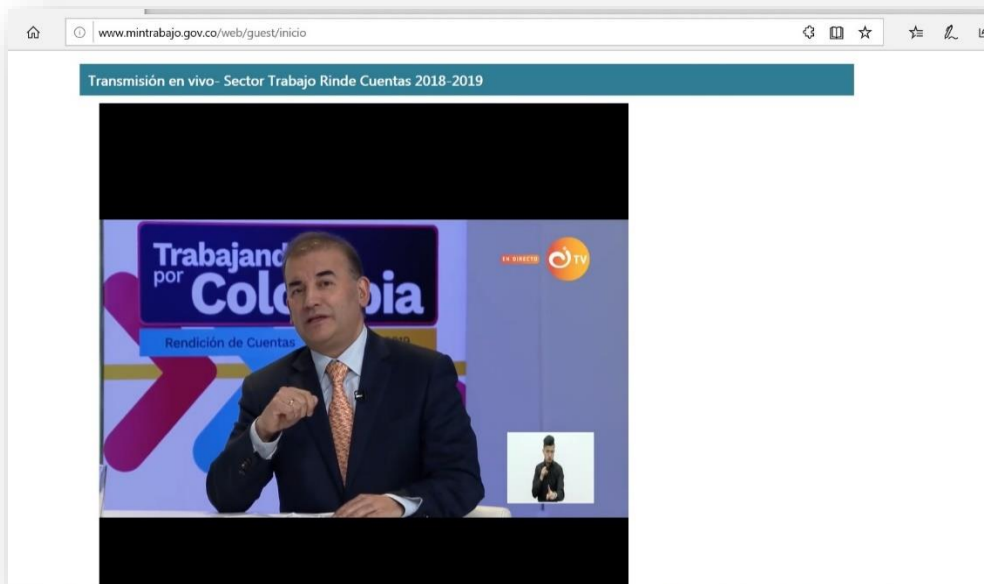 www.mintrabajo.gov.co/web/guest/inicio
Transmisión en vivo- Sector Trabajo Rinde Cuentas 2018-2019
Trabajand
por
Colo bia
Rendición de Cuentas
EN DIRECTO
TV